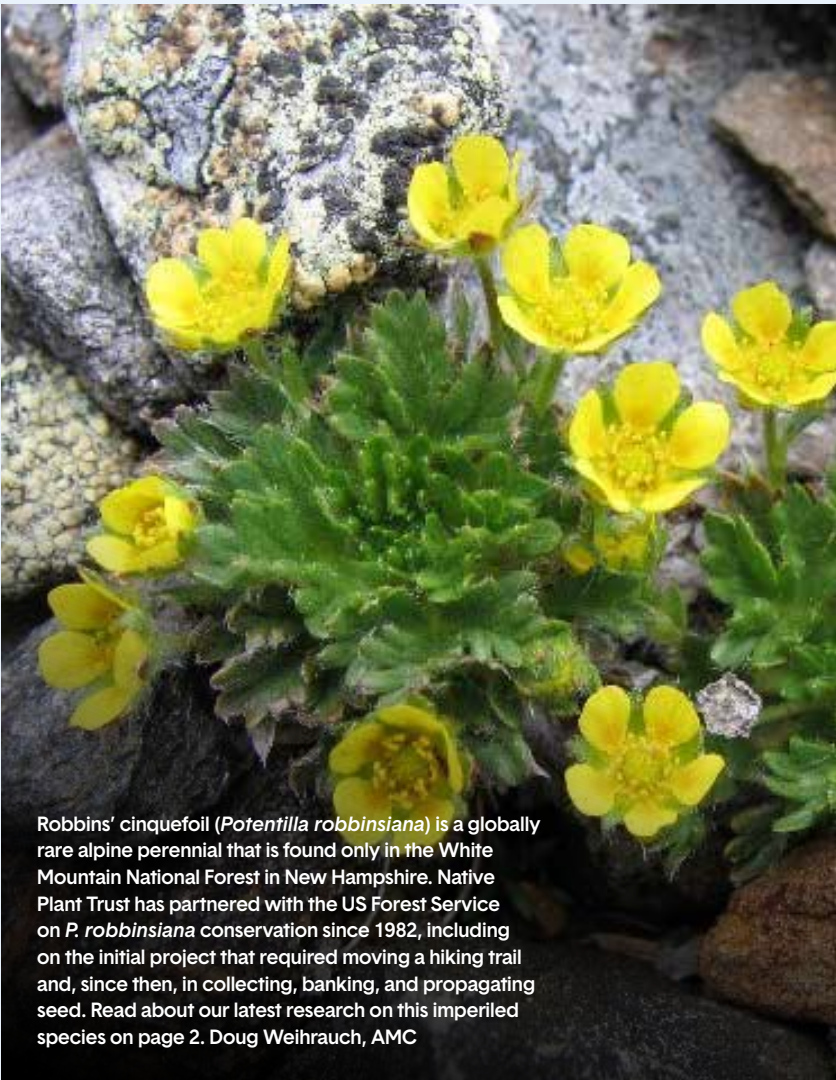 Robbins’ cinquefoil (Potentilla robbinsiana) is a globally
rare alpine perennial that is found only in the White
Mountain National Forest in New Hampshire. Native
Plant Trust has partnered with the US Forest Service
on P. robbinsiana conservation since 1982, including
on the initial project that required moving a hiking trail
and, since then, in collecting, banking, and propagating
seed. Read about our latest research on this imperiled
species on page 2. Doug Weihrauch, AMC